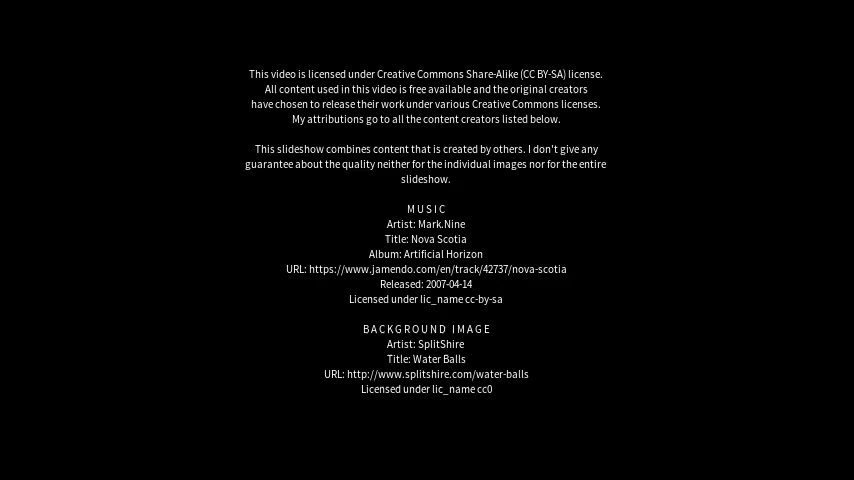 This video is licensed under Creative Commons Share-Alike (CC BY-SA) license.
All content used in this video is free available and the original creators
have chosen to release their work under various Creative Commons licenses.
My attributions go to all the content creators listed below.
This slideshow combines content that is created by others. I don't give any
guarantee about the quality neither for the individual images nor for the entire
slideshow.
MUSIC
Artist: Mark.Nine
Title: Nova Scotia
Album: Artificial Horizon
URL: https://www.jamendo.com/en/track/42737/nova-scotia
Released: 2007-04-14
Licensed under lic_name cc-by-sa
BACKGROUND IMAGE
Artist: SplitShire
Title: Water Balls
URL: http://www.splitshire.com/water-balls
Licensed under lic_name cc0